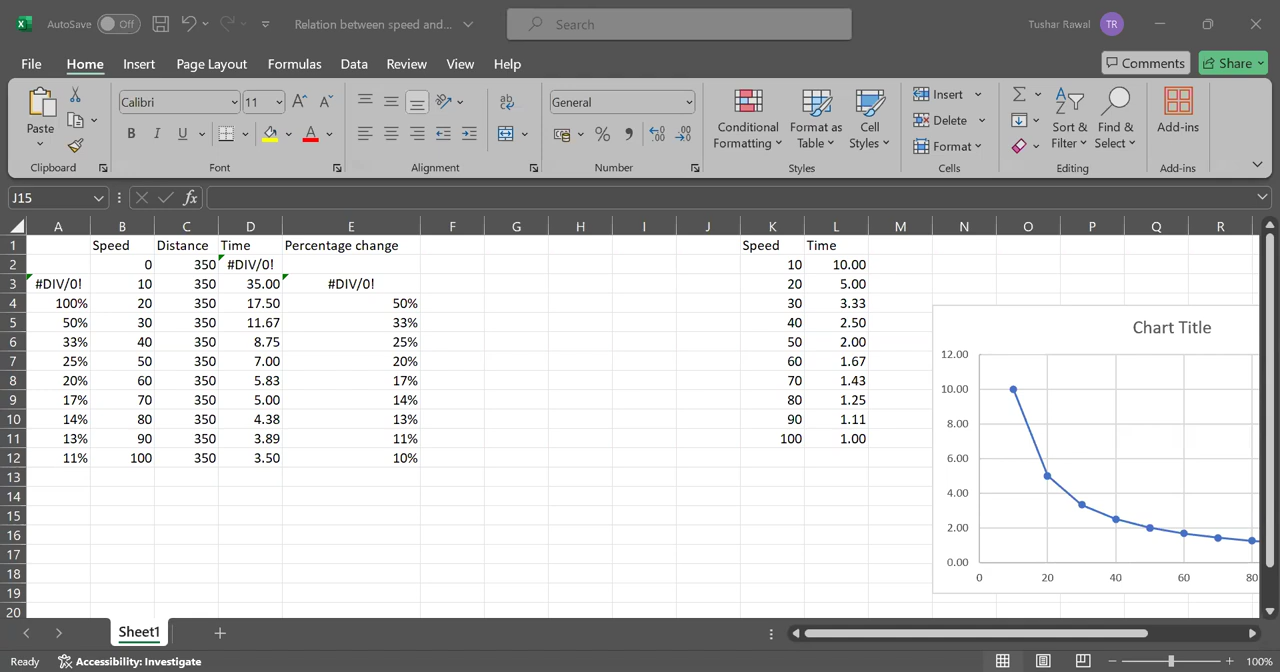 AutoSave Off Relation between speed and... Search Tushar Rawal TR
File Home Insert Page Layout Formulas Data Review View Help Comments Share
Paste Calibri 11 General Conditional Formatting Format as Table Cell Styles Insert Delete Format Sort & Filter Find & Select Add-ins
Clipboard Font Alignment Number Styles Cells Editing Add-ins
J15 fx
A B C D E F G H I J K L M N O P Q R
1 Speed Distance Time Percentage change Speed Time
2 0 350 #DIV/0! 10 10.00
3 #DIV/0! 10 350 35.00 #DIV/0! 20 5.00
4 100% 20 350 17.50 50% 30 3.33
5 50% 30 350 11.67 33% 40 2.50
6 33% 40 350 8.75 25% 50 2.00
7 25% 50 350 7.00 20% 60 1.67
8 20% 60 350 5.83 17% 70 1.43
9 17% 70 350 5.00 14% 80 1.25
10 14% 80 350 4.38 13% 90 1.11
11 13% 90 350 3.89 11% 100 1.00
12 11% 100 350 3.50 10%
13
14
15
16
17
18
19
20
Chart Title
12.00
10.00
8.00
6.00
4.00
2.00
0.00
0 20 40 60 80
Sheet1
Ready Accessibility: Investigate 100%